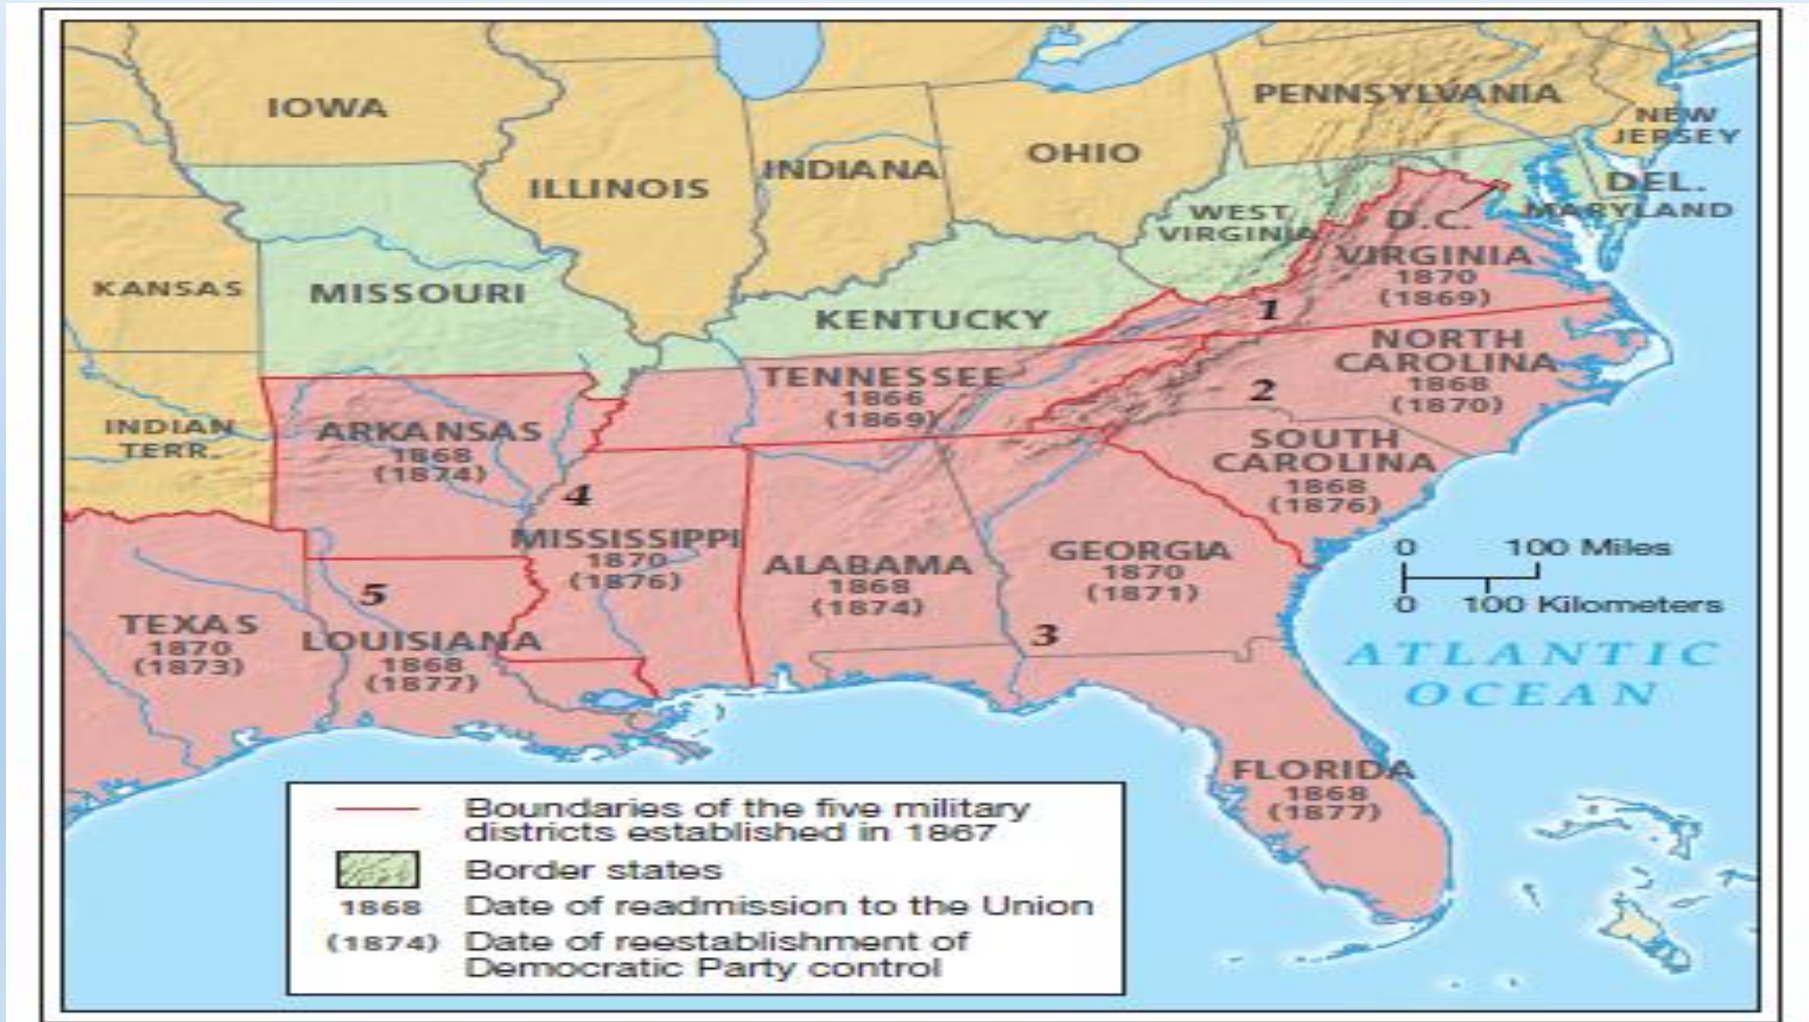 IOWA
ILLINOIS
INDIANA
OHIO
PENNSYLVANIA
NEW
JERSEY
DEL.
MARYLAND
WEST
VIRGINIA
D.C.
VIRGINIA
1870
(1869)
1
KANSAS
MISSOURI
KENTUCKY
NORTH
CAROLINA
1868
(1870)
2
TENNESSEE
1866
(1869)
INDIAN
TERR.
ARKANSAS
1868
(1874)
SOUTH
CAROLINA
1868
(1876)
4
MISSISSIPPI
1870
(1876)
ALABAMA
1868
(1874)
GEORGIA
1870
(1871)
3
5
TEXAS
1870
(1873)
LOUISIANA
1868
(1877)
0 100 Miles
0 100 Kilometers
ATLANTIC
OCEAN
FLORIDA
1868
(1877)
Boundaries of the five military
districts established in 1867
Border states
1868 Date of readmission to the Union
(1874) Date of reestablishment of
Democratic Party control